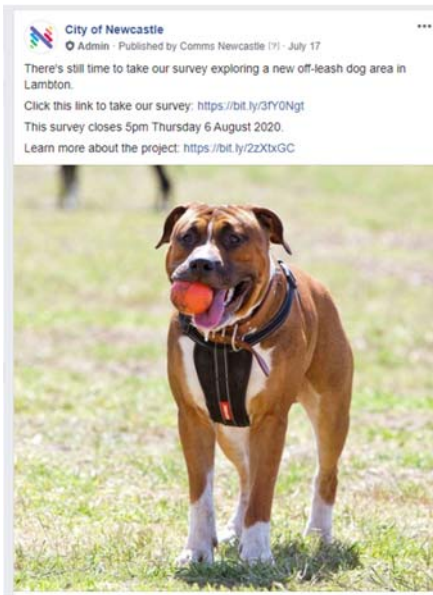 City of Newcastle
Admin · Published by Comms Newcastle [?] · July 17
There's still time to take our survey exploring a new off-leash dog area in
Lambton.
Click this link to take our survey: https://bit.ly/3fY0Ngt
This survey closes 5pm Thursday 6 August 2020.
Learn more about the project: https://bit.ly/2zXtxGC